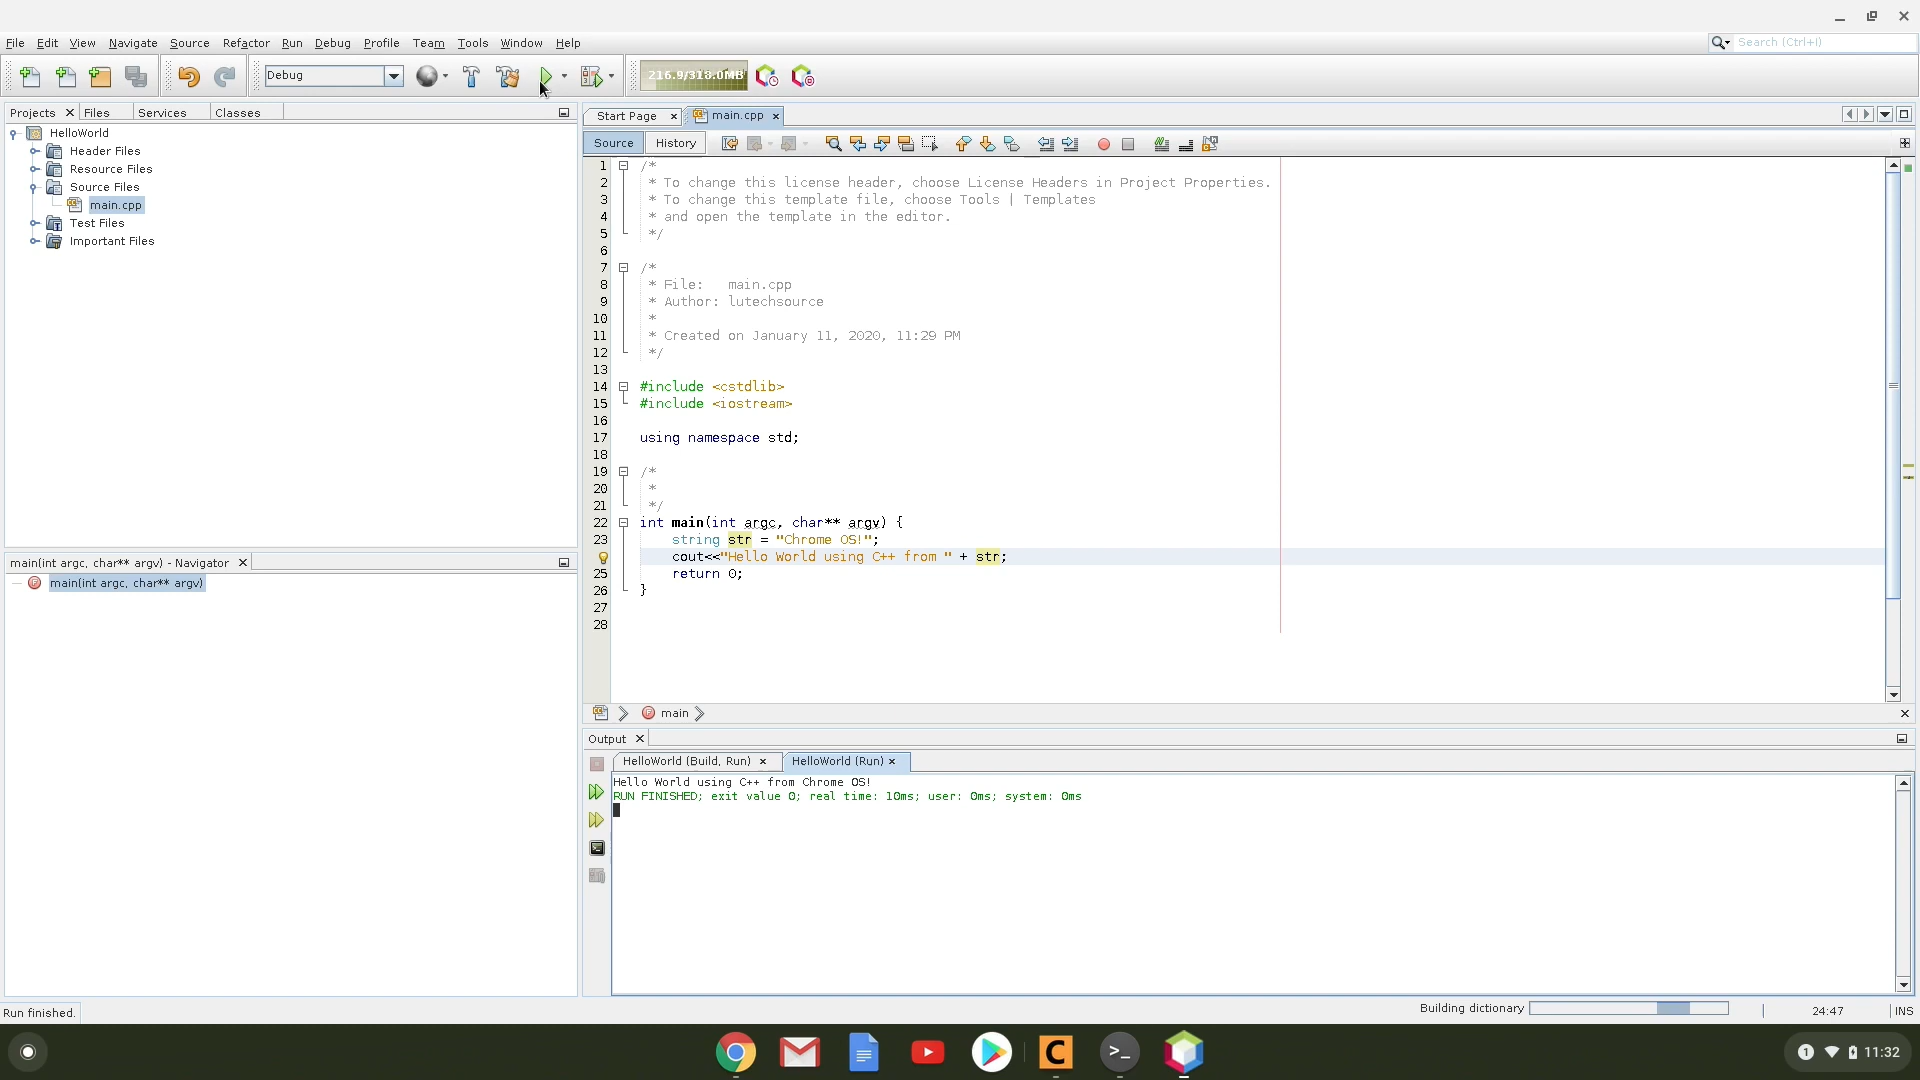 File Edit View Navigate Source Refactor Run Debug Profile Team Tools Window Help
Search (Ctrl+I)
Debug
216.9/318.0MB
Projects Files Services Classes
HelloWorld
Header Files
Resource Files
Source Files
main.cpp
Test Files
Important Files
main(int argc, char** argv) - Navigator
main(int argc, char** argv)
Start Page main.cpp
Source History
1 /*
2 * To change this license header, choose License Headers in Project Properties.
3 * To change this template file, choose Tools | Templates
4 * and open the template in the editor.
5 */
6
7 /*
8 * File:   main.cpp
9 * Author: lutechsource
10 *
11 * Created on January 11, 2020, 11:29 PM
12 */
13
14 #include <cstdlib>
15 #include <iostream>
16
17 using namespace std;
18
19 /*
20 *
21 */
22 int main(int argc, char** argv) {
23 string str = "Chrome OS!";
cout<<"Hello World using C++ from " + str;
25 return 0;
26 }
27
28
main
Output
HelloWorld (Build, Run) HelloWorld (Run)
Hello World using C++ from Chrome OS!
RUN FINISHED; exit value 0; real time: 10ms; user: 0ms; system: 0ms
Run finished.
Building dictionary
24:47
INS
1 11:32